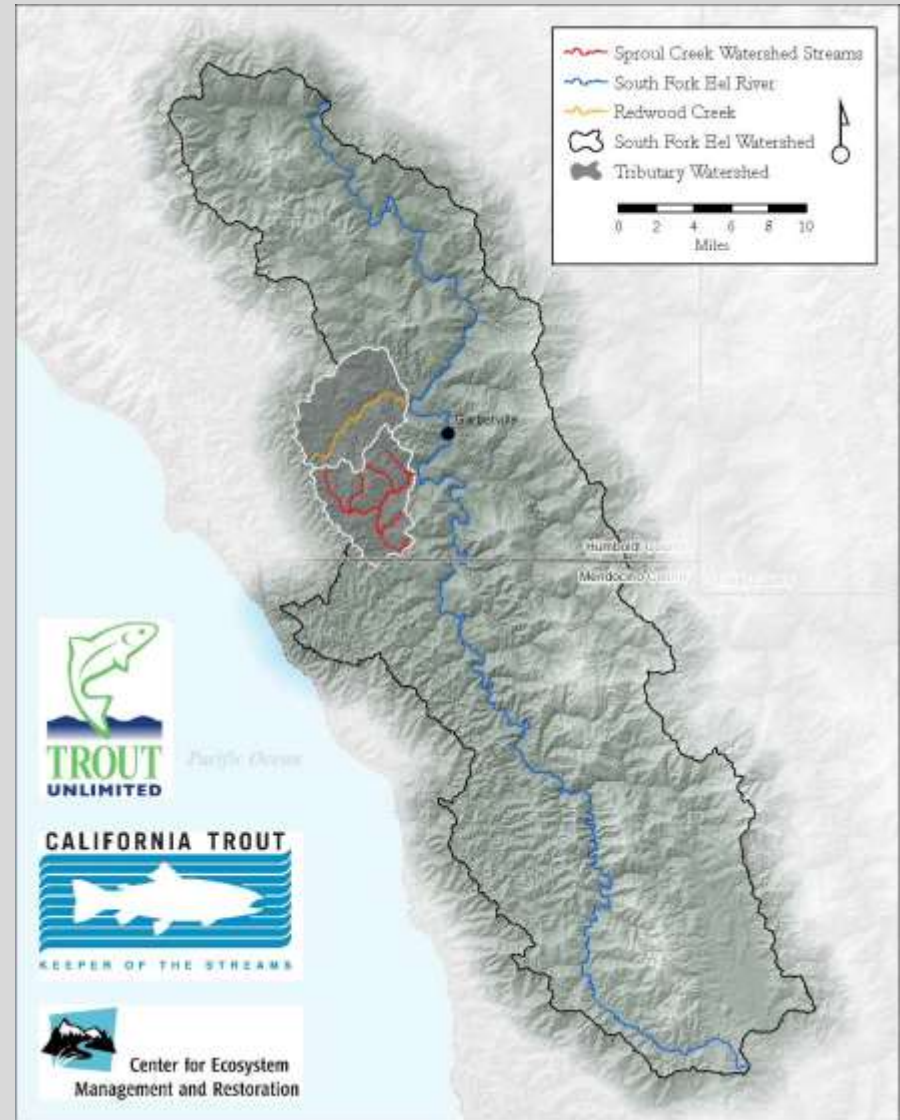 Sproul Creek Watershed Streams
South Fork Eel River
Redwood Creek
South Fork Eel Watershed
Tributary Watershed
0 2 4 6 8 10
Miles
Garberville
Humboldt County
Mendocino County
Pacific Ocean
TROUT
UNLIMITED
CALIFORNIA TROUT
KEEPER OF THE STREAMS
Center for Ecosystem
Management and Restoration